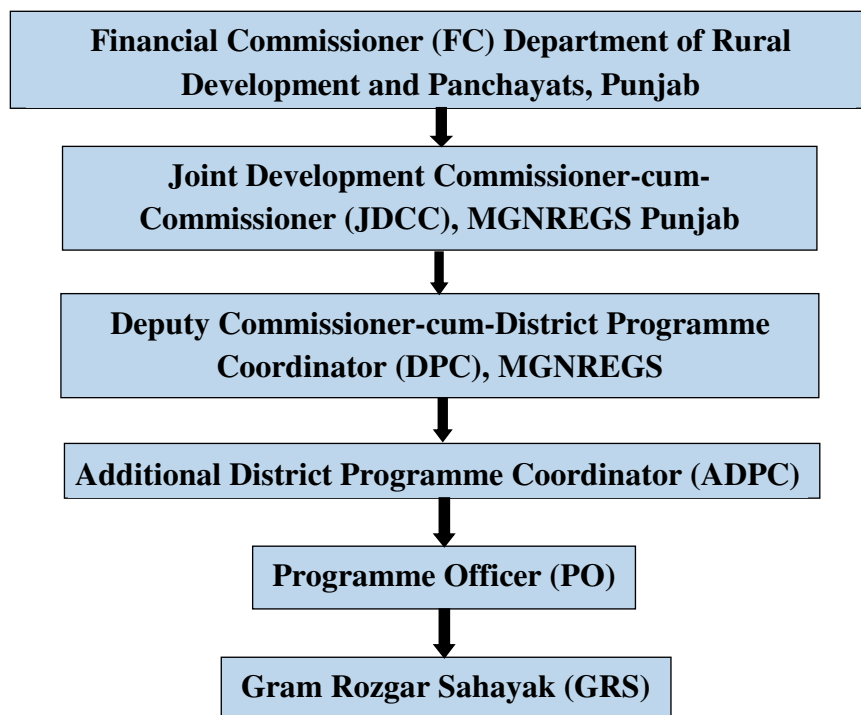 Financial Commissioner (FC) Department of Rural
Development and Panchayats, Punjab
Joint Development Commissioner-cum-
Commissioner (JDCC), MGNREGS Punjab
Deputy Commissioner-cum-District Programme
Coordinator (DPC), MGNREGS
Additional District Programme Coordinator (ADPC)
Programme Officer (PO)
Gram Rozgar Sahayak (GRS)